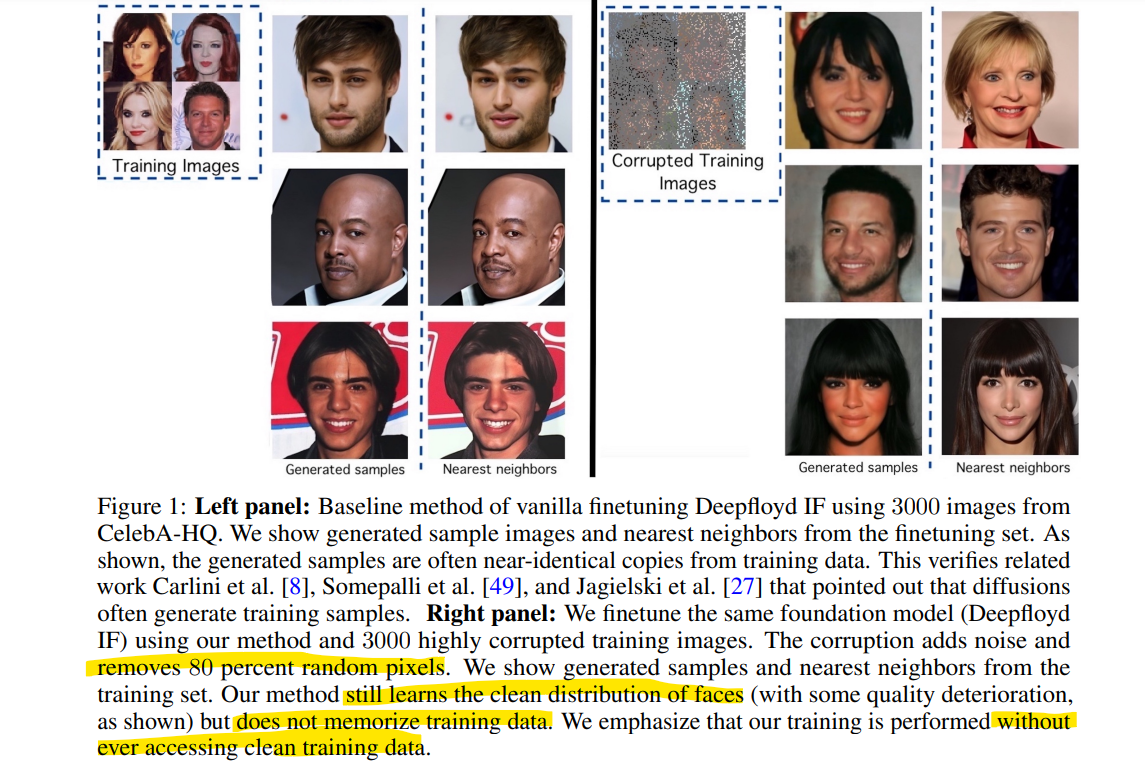 Training Images
Corrupted Training
Images
Generated samples
Nearest neighbors
Generated samples
Nearest neighbors
Figure 1: Left panel: Baseline method of vanilla finetuning Deepfloyd IF using 3000 images from
CelebA-HQ. We show generated sample images and nearest neighbors from the finetuning set. As
shown, the generated samples are often near-identical copies from training data. This verifies related
work Carlini et al. [8], Somepalli et al. [49], and Jagielski et al. [27] that pointed out that diffusions
often generate training samples. Right panel: We finetune the same foundation model (Deepfloyd
IF) using our method and 3000 highly corrupted training images. The corruption adds noise and
removes 80 percent random pixels. We show generated samples and nearest neighbors from the
training set. Our method still learns the clean distribution of faces (with some quality deterioration,
as shown) but does not memorize training data. We emphasize that our training is performed without
ever accessing clean training data.